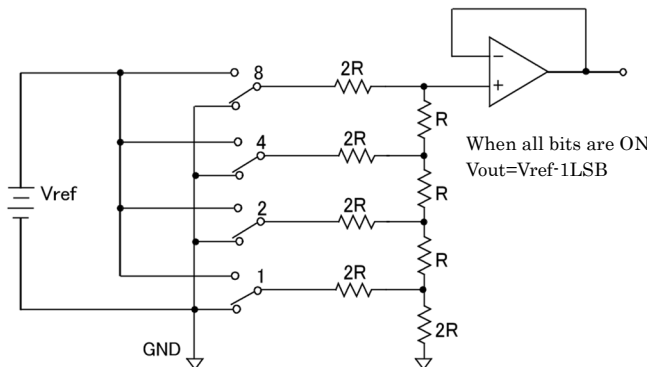 8
2R
−
+
R
When all bits are ON
Vout=Vref-1LSB
4
2R
R
Vref
2
2R
R
1
2R
2R
GND